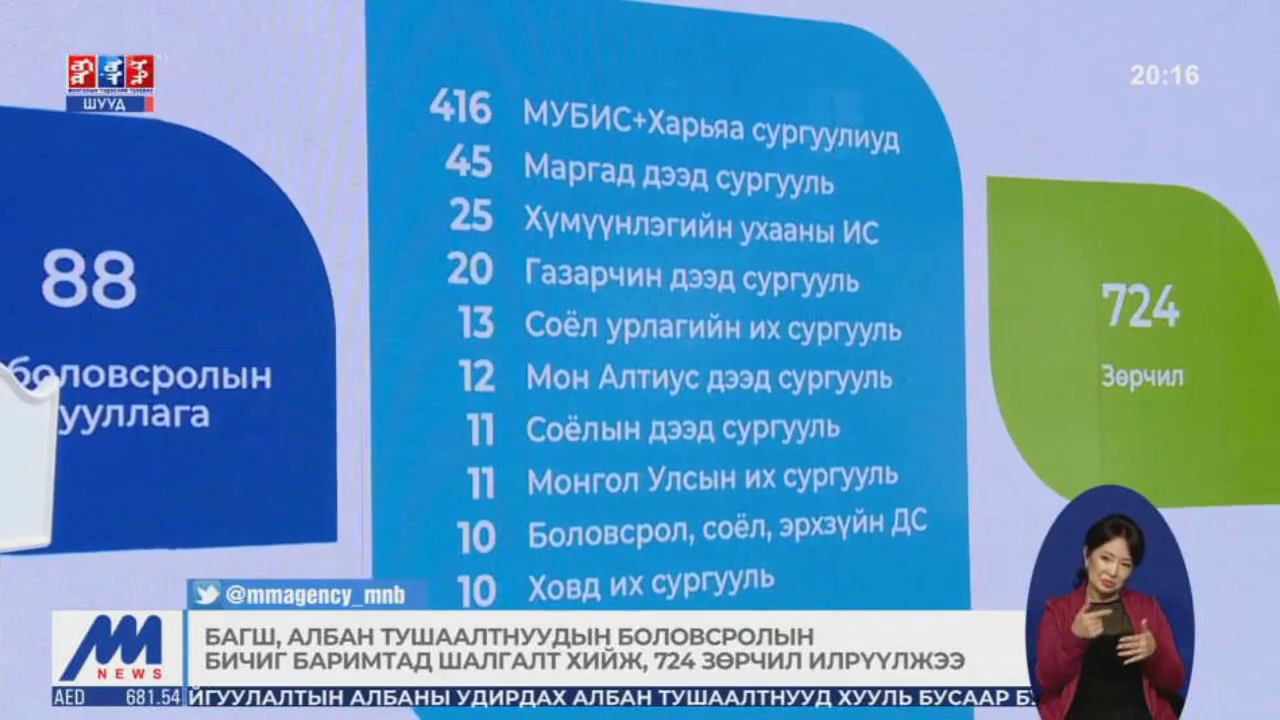 ШУУД
20:16
416 МУБИС+Харьяа сургуулиуд
45 Маргад дээд сургууль
25 Хүмүүнлэгийн ухааны ИС
20 Газарчин дээд сургууль
13 Соёл урлагийн их сургууль
12 Мон Алтиус дээд сургууль
11 Соёлын дээд сургууль
11 Монгол Улсын их сургууль
10 Боловсрол, соёл, эрхзүйн ДС
10 Ховд их сургууль
88
боловсролын
ууллага
724
Зөрчил
@mmagency_mnb
MM
NEWS
БАГШ, АЛБАН ТУШААЛТНУУДЫН БОЛОВСРОЛЫН
БИЧИГ БАРИМТАД ШАЛГАЛТ ХИЙЖ, 724 ЗӨРЧИЛ ИЛРҮҮЛЖЭЭ
AED 681.54 ЙГУУЛАЛТЫН АЛБАНЫ УДИРДАХ АЛБАН ТУШААЛТНУУД ХУУЛЬ БУСААР БҮ